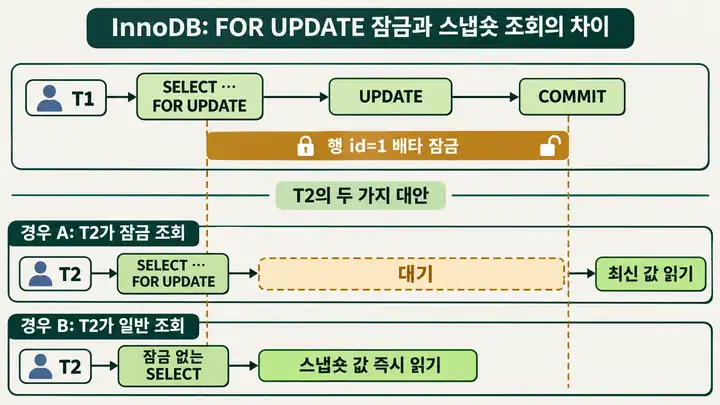 InnoDB: FOR UPDATE 잠금과 스냅숏 조회의 차이
T1
SELECT ⋯
FOR UPDATE
UPDATE
COMMIT
행 id=1 배타 잠금
T2의 두 가지 대안
경우 A: T2가 잠금 조회
T2
SELECT ⋯
FOR UPDATE
대기
최신 값 읽기
경우 B: T2가 일반 조회
T2
잠금 없는
SELECT
스냅숏 값 즉시 읽기